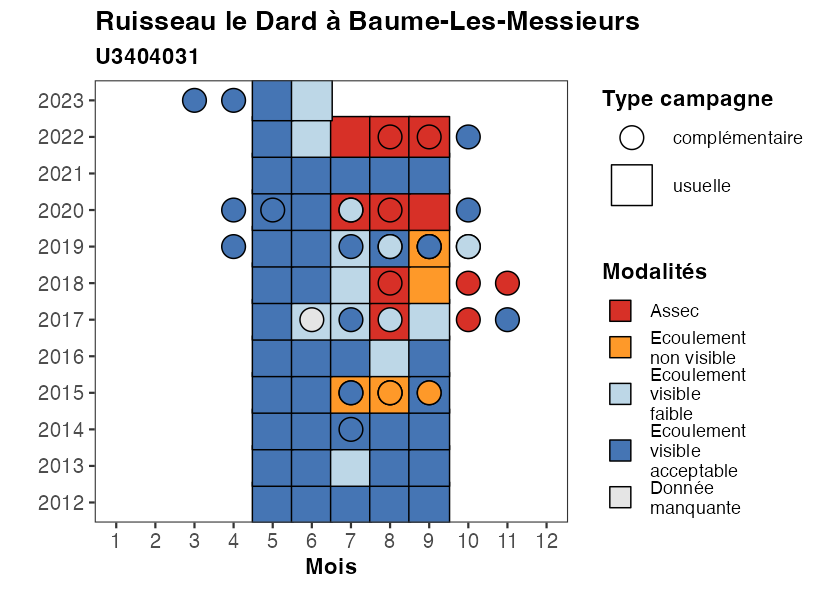 Ruisseau le Dard à Baume-Les-Messieurs
U3404031
2023
2022
2021
2020
2019
2018
2017
2016
2015
2014
2013
2012
1 2 3 4 5 6 7 8 9 10 11 12
Mois
Type campagne
complémentaire
usuelle
Modalités
Assec
Ecoulement
non visible
Ecoulement
visible
faible
Ecoulement
visible
acceptable
Donnée
manquante